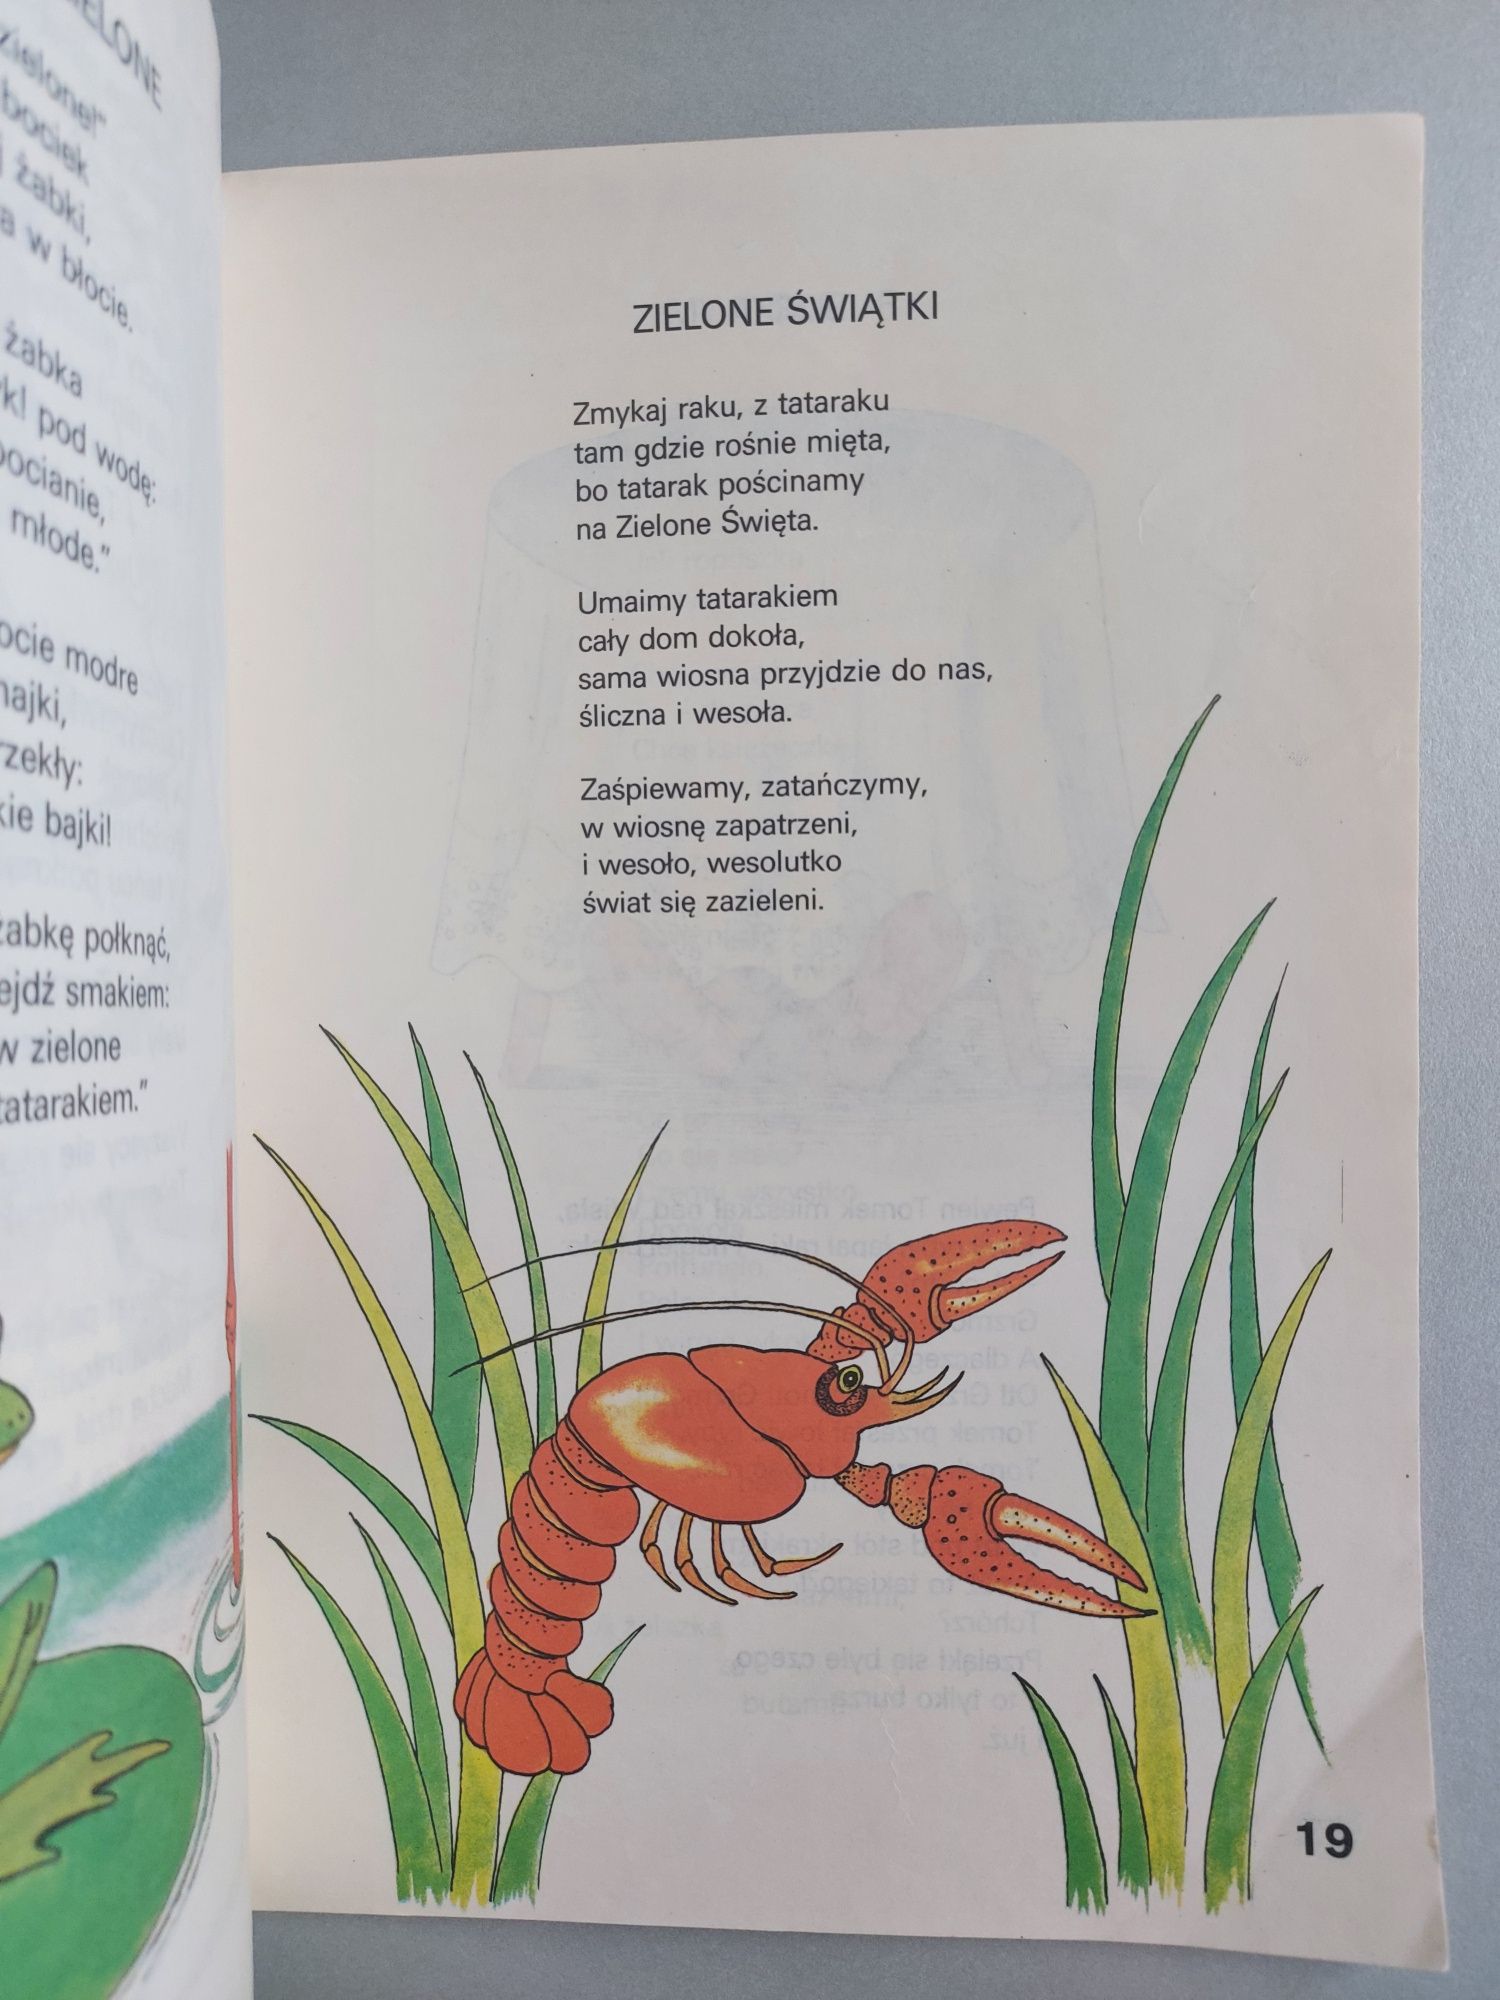 ZIELONE
zielone!"
bociek
żabki,
w błocie.
żabka
pod wodę:
bocianie,
młode."
modre
bajki!
żabkę połknąć,
smakiem:
w zielone
tatarakiem."
ZIELONE ŚWIĄTKI
Zmykaj raku, z tataraku
tam gdzie rośnie mięta,
bo tatarak pościnamy
na Zielone Święta.
Umaimy tatarakiem
cały dom dokoła,
sama wiosna przyjdzie do nas,
śliczna i wesoła.
Zaśpiewamy, zatańczymy,
w wiosnę zapatrzeni,
i wesoło, wesolutko
świat się zazieleni.
19